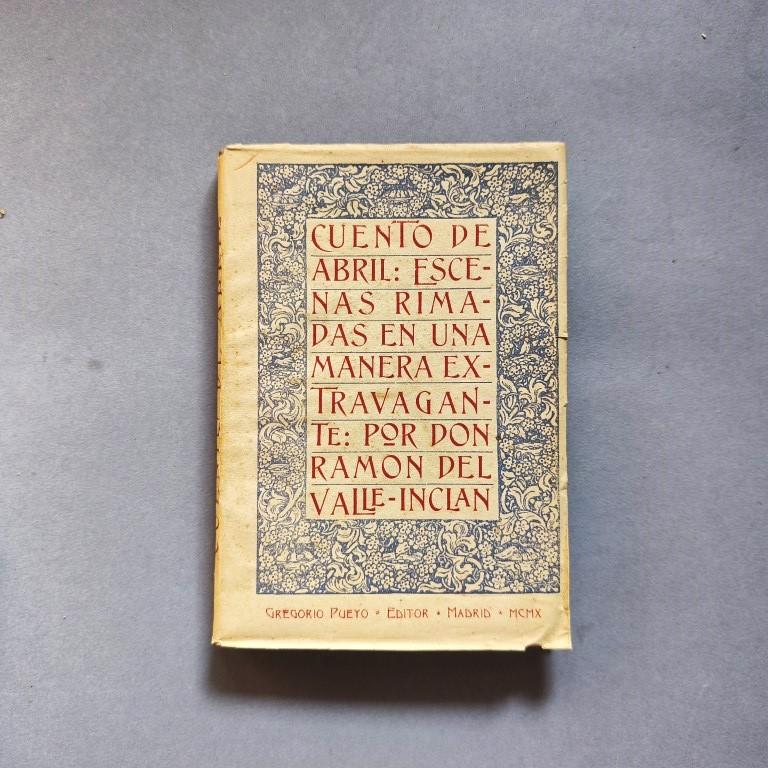 CUENTO DE
ABRIL: ESCE-
NAS RIMA-
DAS EN UNA
MANERA EX-
TRAVAGAN-
TE: POR DON
RAMON DEL
VALLE-INCLAN
GREGORIO PUEYO * EDITOR * MADRID * MCMX